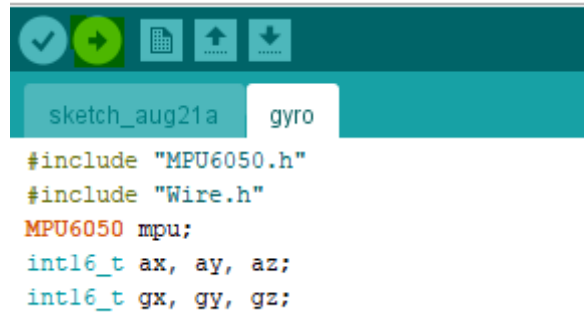 sketch_aug21a gyro
#include "MPU6050.h"
#include "Wire.h"
MPU6050 mpu;
int16_t ax, ay, az;
int16_t gx, gy, gz;